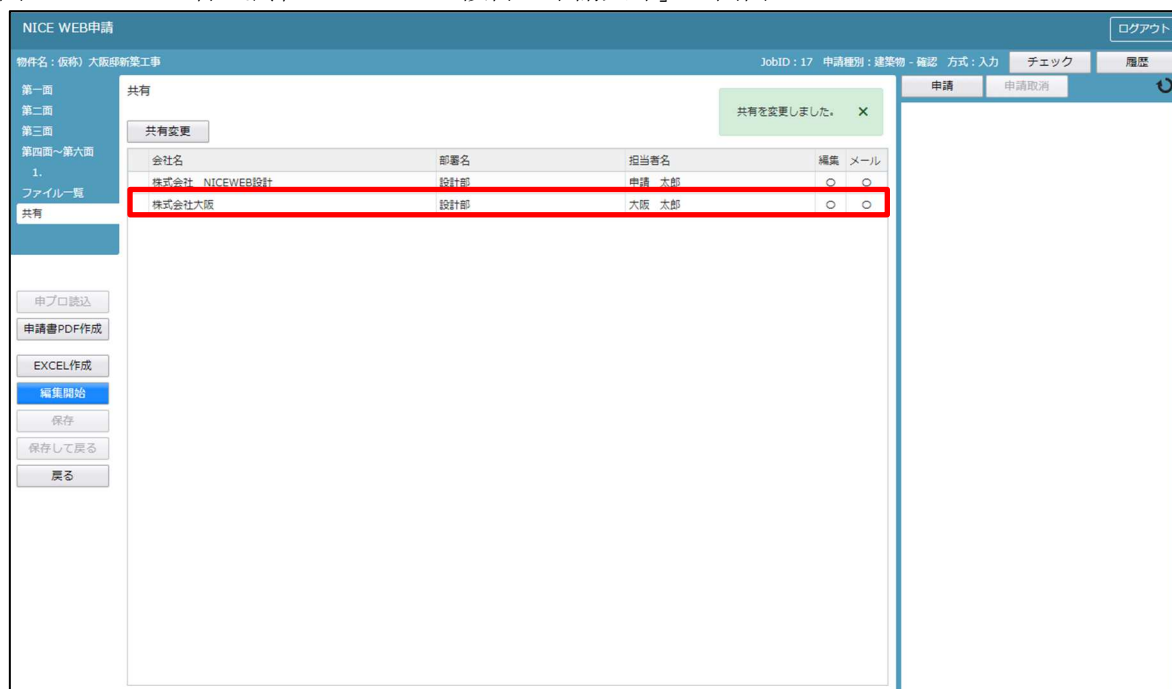 NICE WEB申請
ログアウト
物件名：仮称）大阪邸新築工事
JobID：17 申請種別：建築物 - 確認 方式：入力
チェック
履歴
第一面
第二面
第三面
第四面～第六面
1.
ファイル一覧
共有
申プロ読込
申請書PDF作成
EXCEL作成
編集開始
保存
保存して戻る
戻る
共有
共有を変更しました。 ×
共有変更
会社名 部署名 担当者名 編集 メール
株式会社 NICEWEB設計 設計部 申請 太郎 ○ ○
株式会社大阪 設計部 大阪 太郎 ○ ○
申請
申請取消